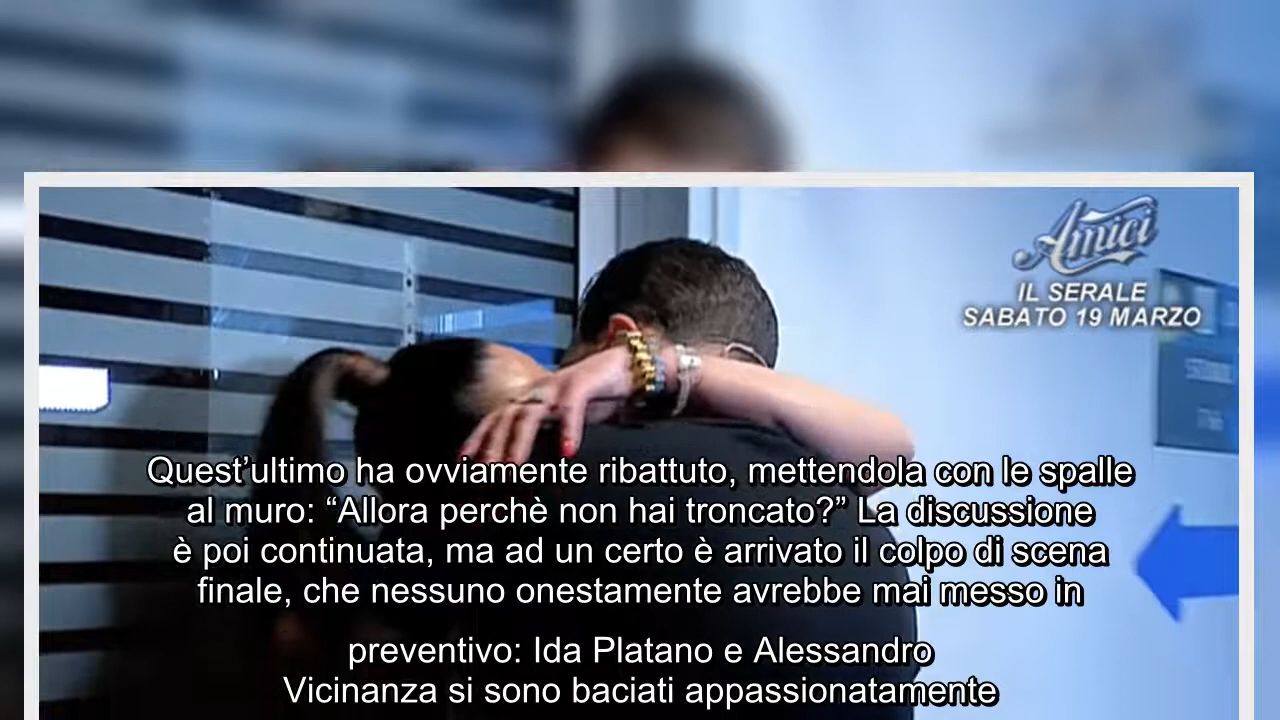 Amici
IL SERALE
SABATO 19 MARZO
Quest’ultimo ha ovviamente ribattuto, mettendola con le spalle
al muro: “Allora perchè non hai troncato?” La discussione
è poi continuata, ma ad un certo è arrivato il colpo di scena
finale, che nessuno onestamente avrebbe mai messo in
preventivo: Ida Platano e Alessandro
Vicinanza si sono baciati appassionatamente